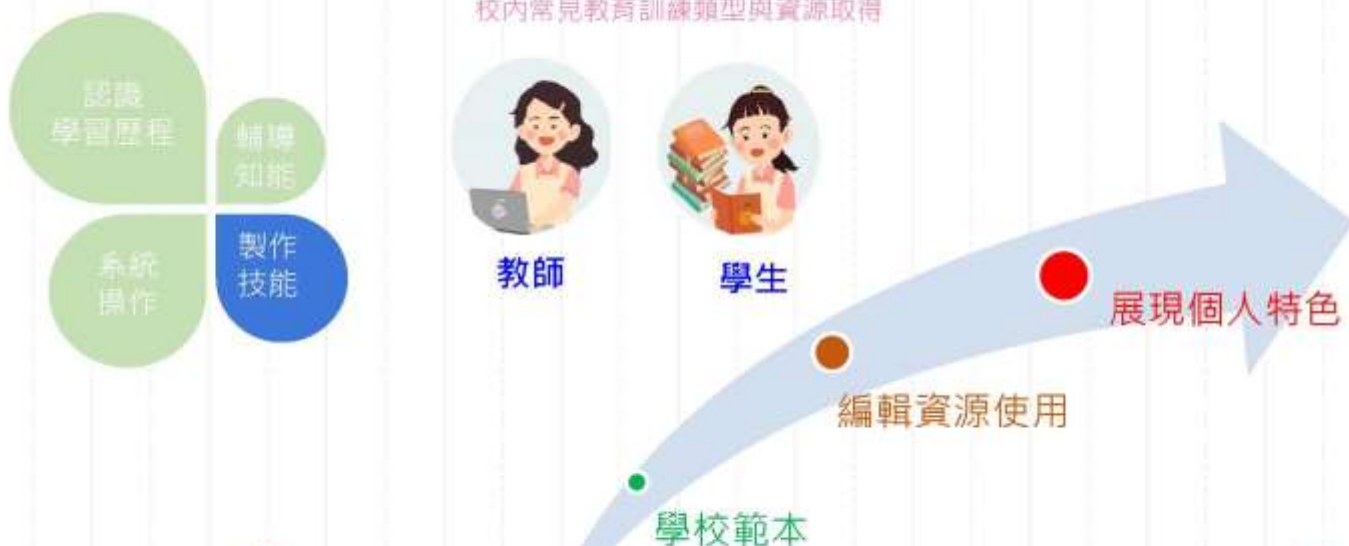 校內常見教育訓練類型與資源取得
認識
學習歷程
輔導
知能
系統
操作
製作
技能
教師
學生
展現個人特色
編輯資源使用
學校範本